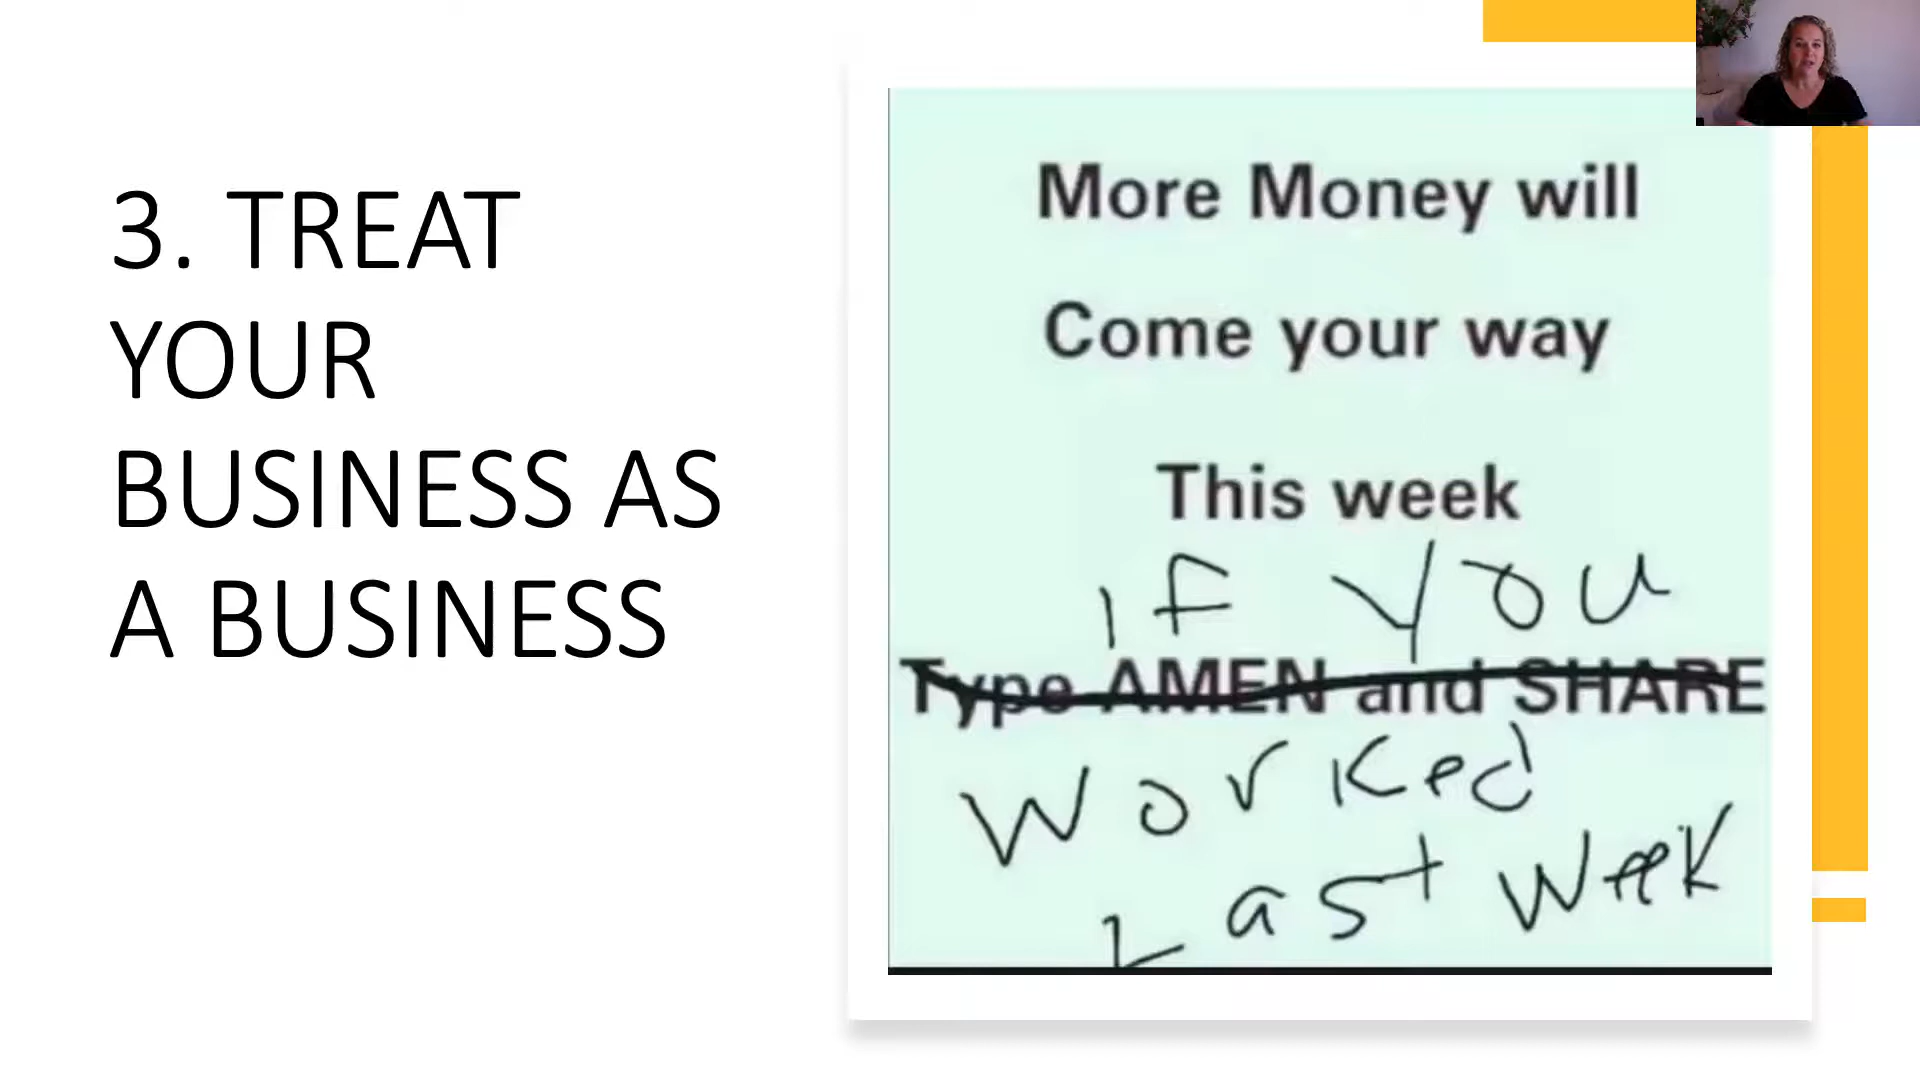 3. TREAT
YOUR
BUSINESS AS
A BUSINESS
More Money will
Come your way
This week
If you
Type AMEN and SHARE
Worked
Last week